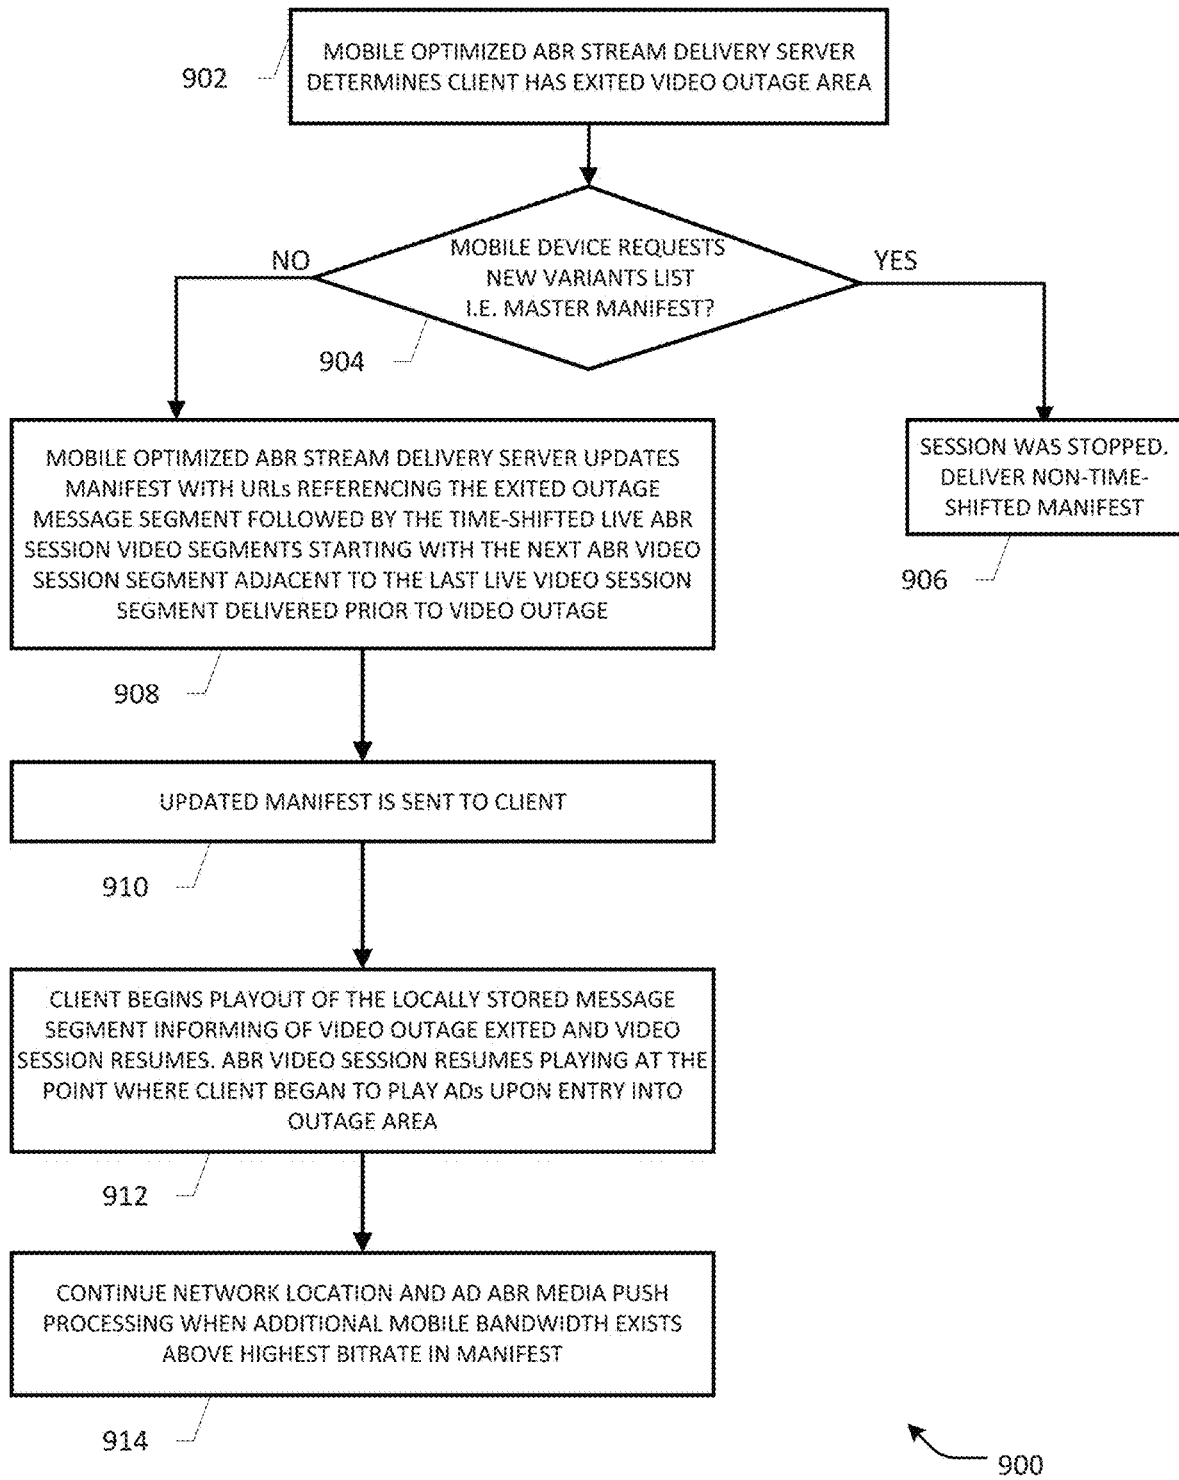 MOBILE OPTIMIZED ABR STREAM DELIVERY SERVER
DETERMINES CLIENT HAS EXITED VIDEO OUTAGE AREA
902
MOBILE DEVICE REQUESTS
NEW VARIANTS LIST
I.E. MASTER MANIFEST?
NO
YES
904
MOBILE OPTIMIZED ABR STREAM DELIVERY SERVER UPDATES
MANIFEST WITH URLs REFERENCING THE EXITED OUTAGE
MESSAGE SEGMENT FOLLOWED BY THE TIME-SHIFTED LIVE ABR
SESSION VIDEO SEGMENTS STARTING WITH THE NEXT ABR VIDEO
SESSION SEGMENT ADJACENT TO THE LAST LIVE VIDEO SESSION
SEGMENT DELIVERED PRIOR TO VIDEO OUTAGE
908
SESSION WAS STOPPED.
DELIVER NON-TIME-
SHIFTED MANIFEST
906
UPDATED MANIFEST IS SENT TO CLIENT
910
CLIENT BEGINS PLAYOUT OF THE LOCALLY STORED MESSAGE
SEGMENT INFORMING OF VIDEO OUTAGE EXITED AND VIDEO
SESSION RESUMES. ABR VIDEO SESSION RESUMES PLAYING AT THE
POINT WHERE CLIENT BEGAN TO PLAY ADs UPON ENTRY INTO
OUTAGE AREA
912
CONTINUE NETWORK LOCATION AND AD ABR MEDIA PUSH
PROCESSING WHEN ADDITIONAL MOBILE BANDWIDTH EXISTS
ABOVE HIGHEST BITRATE IN MANIFEST
914
900